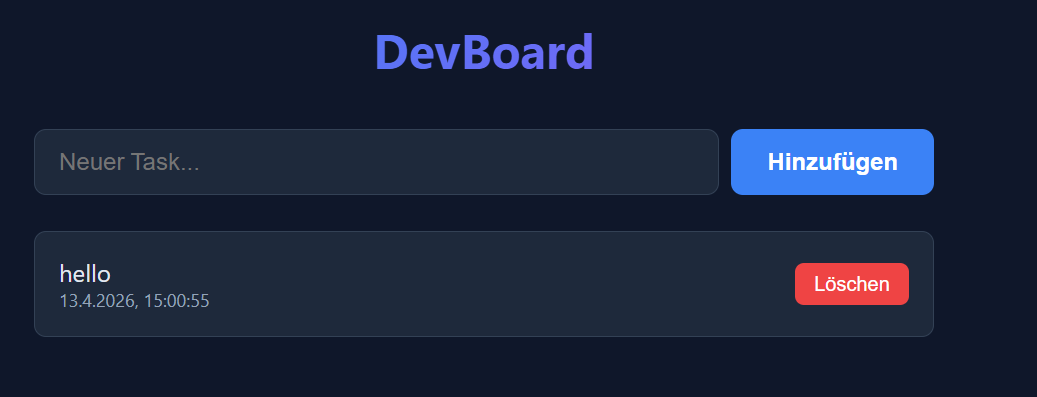 DevBoard
Neuer Task...
Hinzufügen
hello
13.4.2026, 15:00:55
Löschen